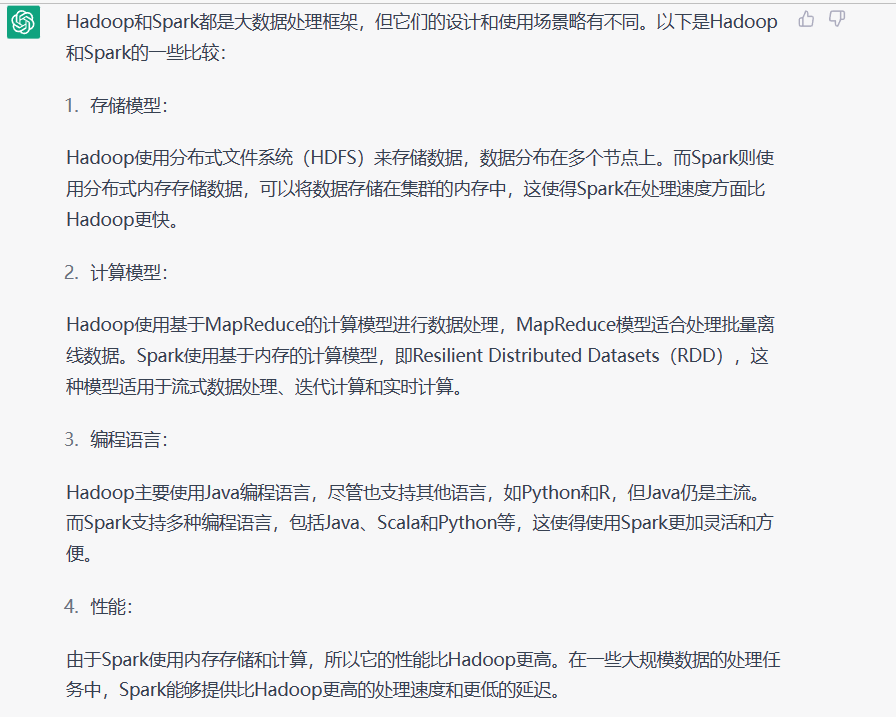 Hadoop和Spark都是大数据处理框架，但它们的设计和使用场景略有不同。以下是Hadoop
和Spark的一些比较：
1. 存储模型：
Hadoop使用分布式文件系统（HDFS）来存储数据，数据分布在多个节点上。而Spark则使
用分布式内存存储数据，可以将数据存储在集群的内存中，这使得Spark在处理速度方面比
Hadoop更快。
2. 计算模型：
Hadoop使用基于MapReduce的计算模型进行数据处理，MapReduce模型适合处理批量离
线数据。Spark使用基于内存的计算模型，即Resilient Distributed Datasets（RDD），这
种模型适用于流式数据处理、迭代计算和实时计算。
3. 编程语言：
Hadoop主要使用Java编程语言，尽管也支持其他语言，如Python和R，但Java仍是主流。
而Spark支持多种编程语言，包括Java、Scala和Python等，这使得使用Spark更加灵活和方
便。
4. 性能：
由于Spark使用内存存储和计算，所以它的性能比Hadoop更高。在一些大规模数据的处理任
务中，Spark能够提供比Hadoop更高的处理速度和更低的延迟。